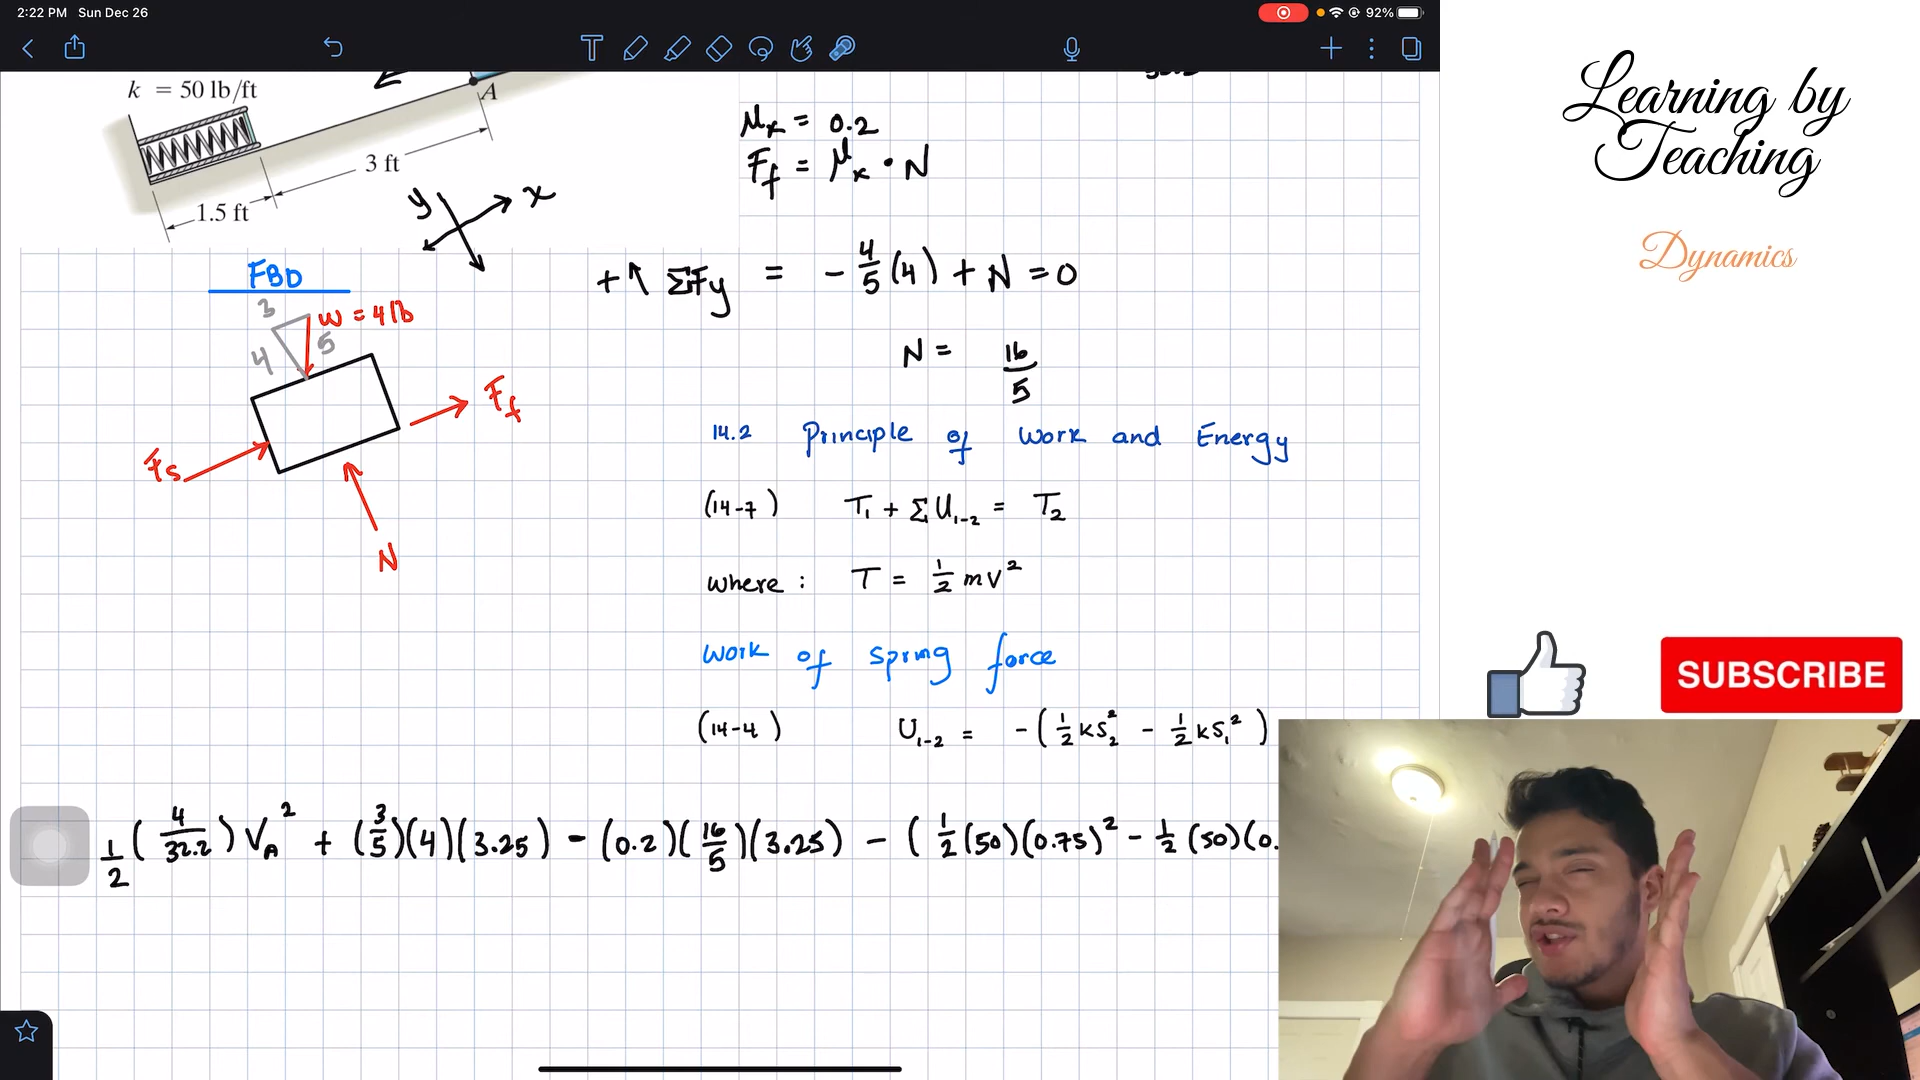 2:22 PM Sun Dec 26
92%
k = 50 lb/ft
A
3 ft
1.5 ft
y
x
μk = 0.2
Ff = μk · N
FBD
3
4
5
W = 4 lb
Ff
Fs
N
+↑ ΣFy = - 4/5 (4) + N = 0
N = 16/5
14.2 Principle of Work and Energy
(14-7) T1 + ΣU1-2 = T2
where : T = 1/2 mv²
Work of spring force
(14-4) U1-2 = -(1/2 ks2² - 1/2 ks1²)
1/2 (4/32.2) VA² + (3/5)(4)(3.25) - (0.2)(16/5)(3.25) - (1/2 (50)(0.75)² - 1/2 (50)(0.
Learning by
Teaching
Dynamics
SUBSCRIBE